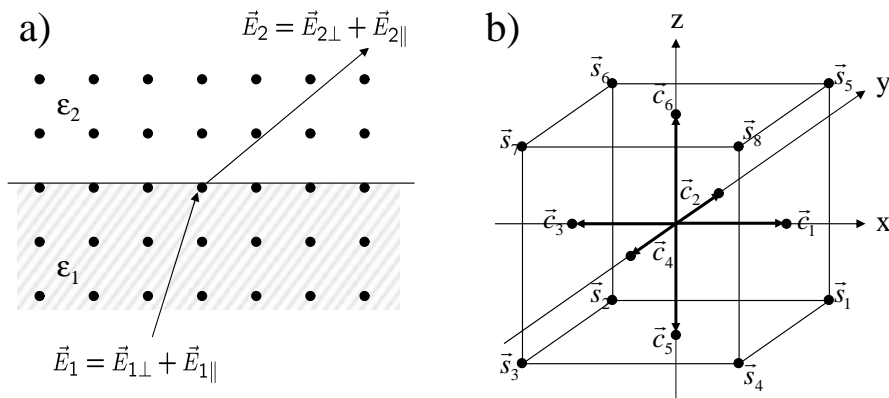 a)
E⃗₂ = E⃗₂⊥ + E⃗₂∥
ε₂
ε₁
E⃗₁ = E⃗₁⊥ + E⃗₁∥
b)
z
s⃗₆
c⃗₆
s⃗₅
y
s⃗₇
s⃗₈
c⃗₂
c⃗₃
c⃗₁
x
c⃗₄
s⃗₂
s⃗₁
c⃗₅
s⃗₃
s⃗₄